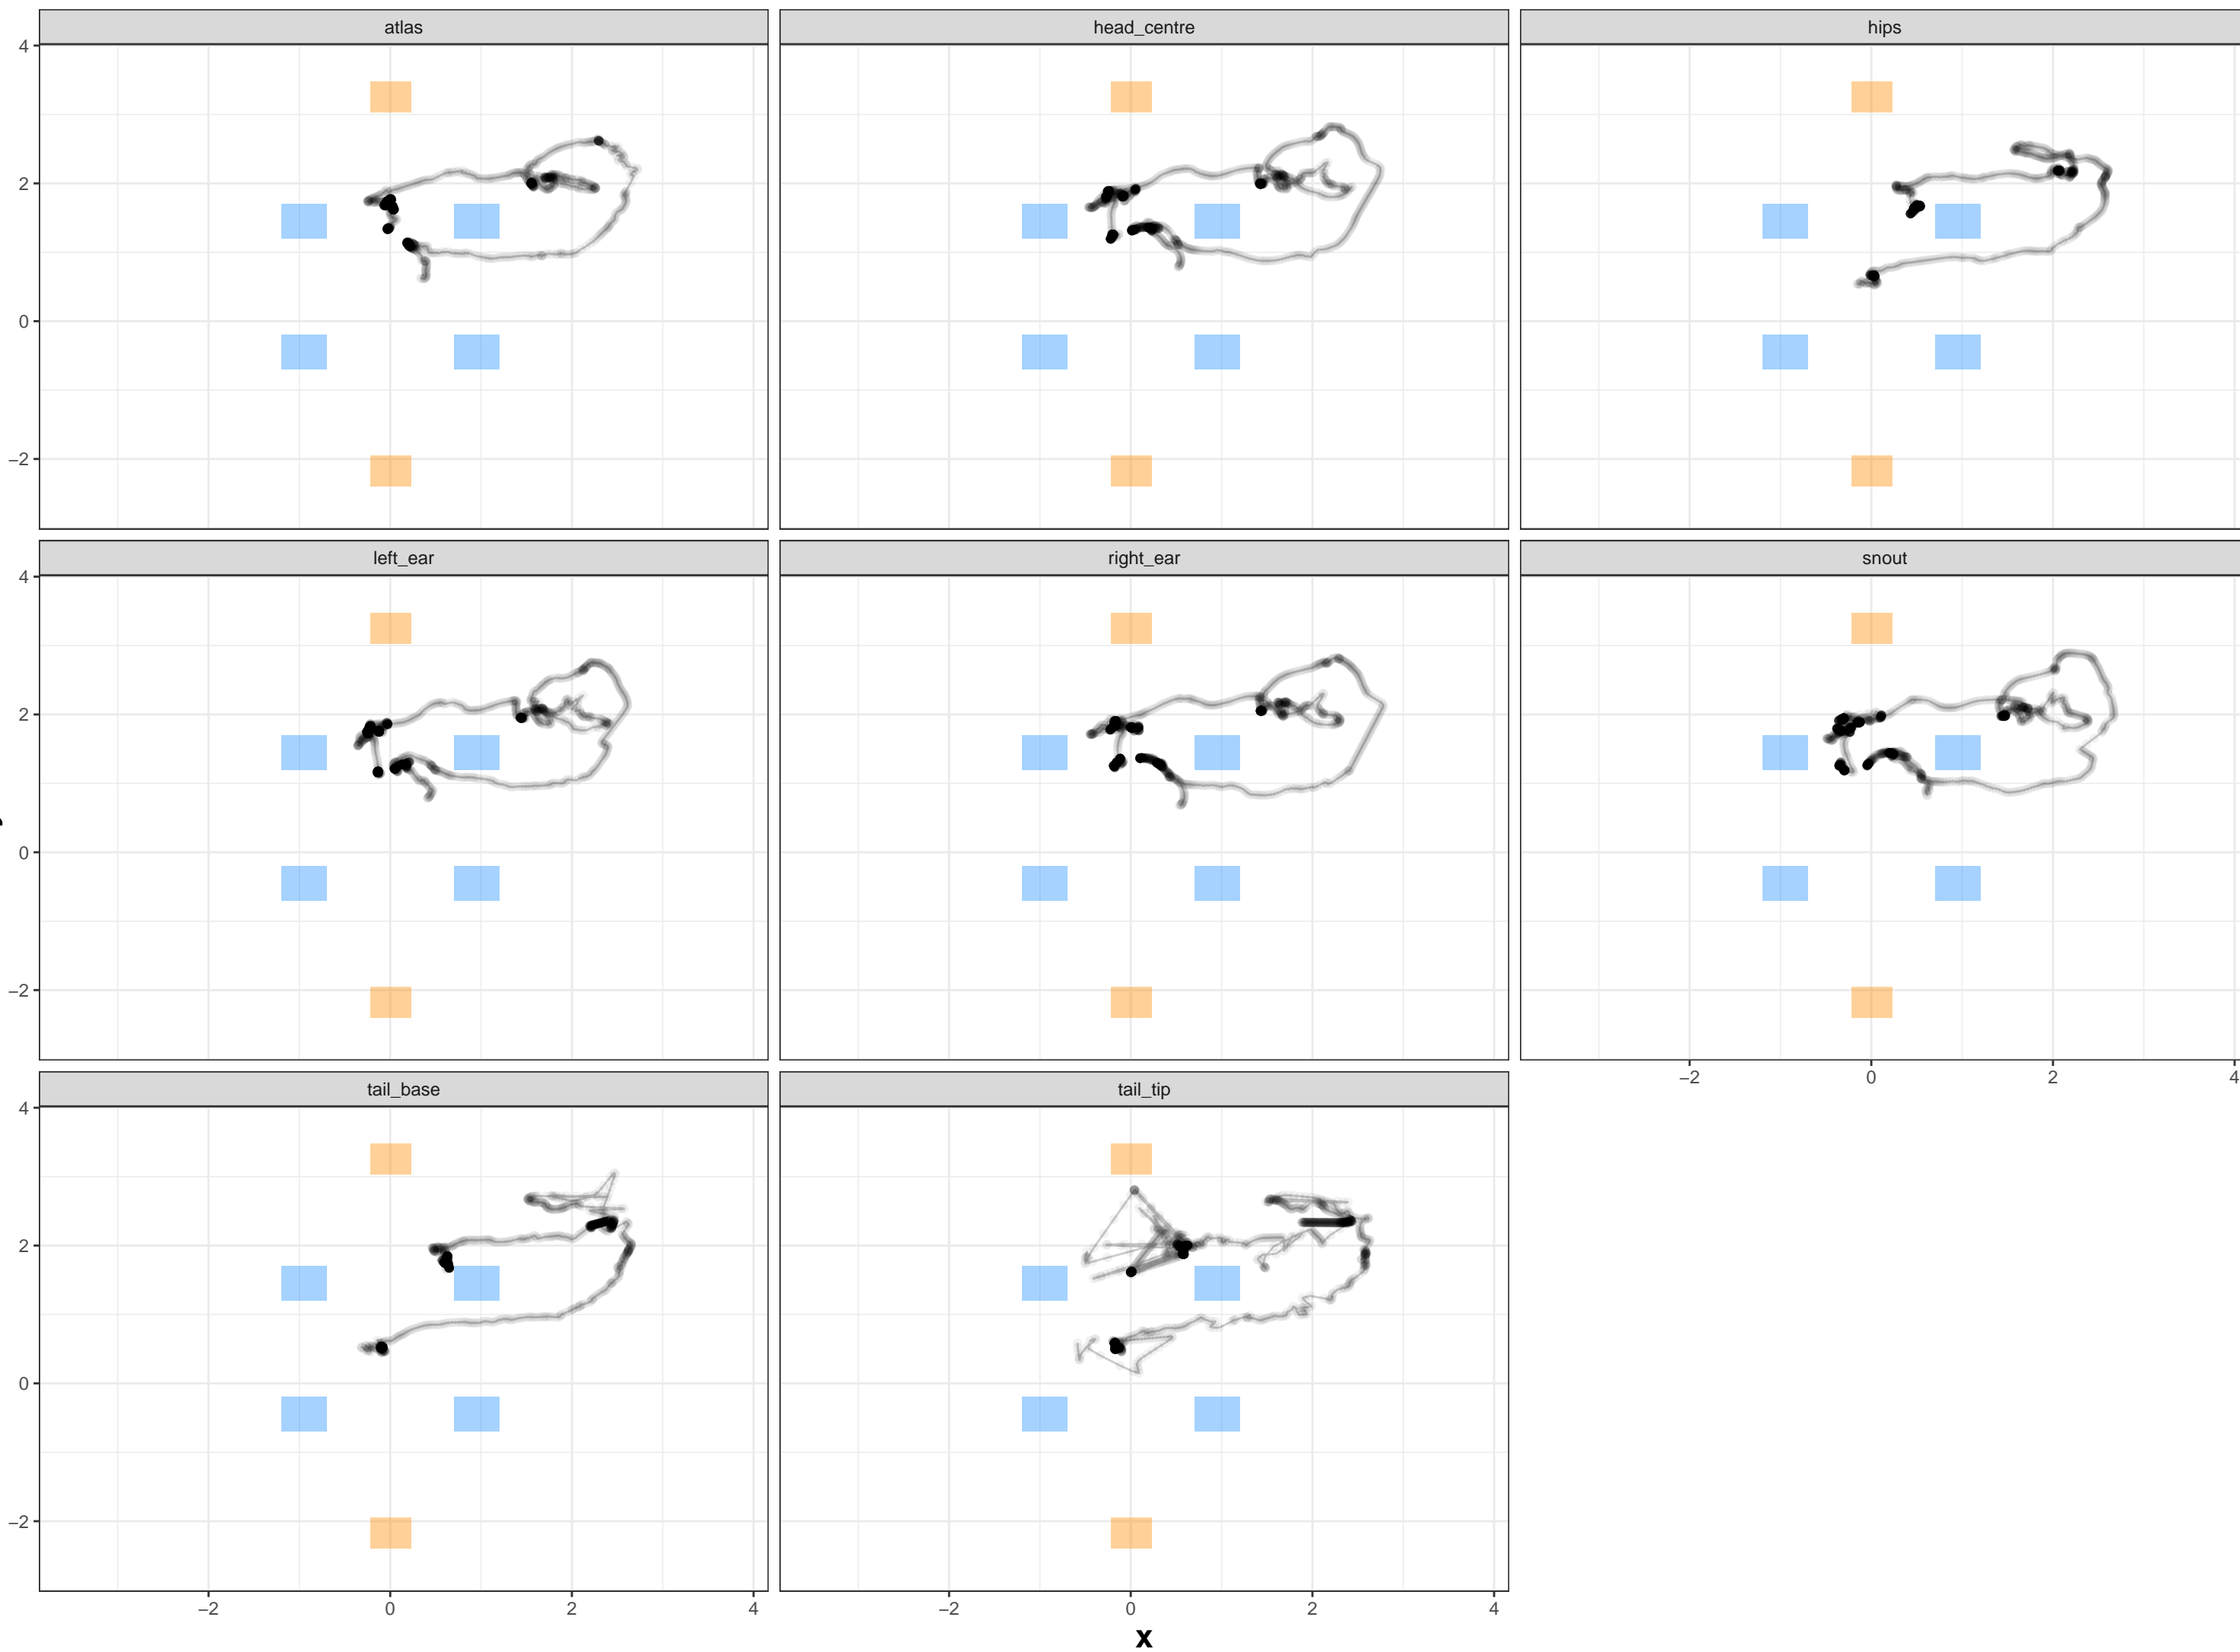 atlas head_centre hips
4
2
0
−2
left_ear right_ear snout
4
2
0
−2
−2 0 2 4
tail_base tail_tip
4
2
0
−2
−2 0 2 4 −2 0 2 4
x